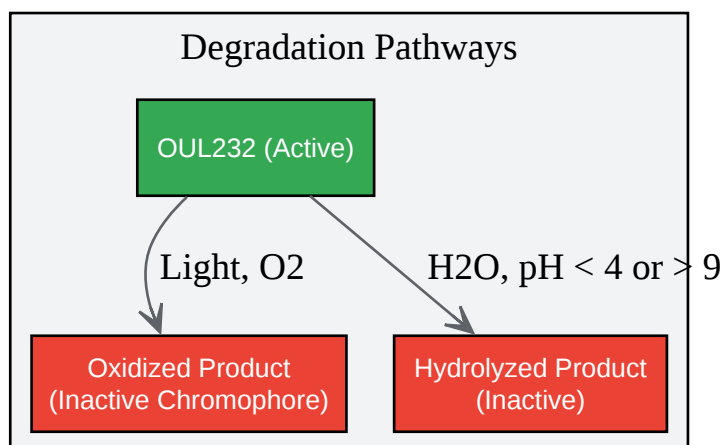 Degradation Pathways
OUL232 (Active)
Light, O2
H2O, pH < 4 or > 9
Oxidized Product
(Inactive Chromophore)
Hydrolyzed Product
(Inactive)